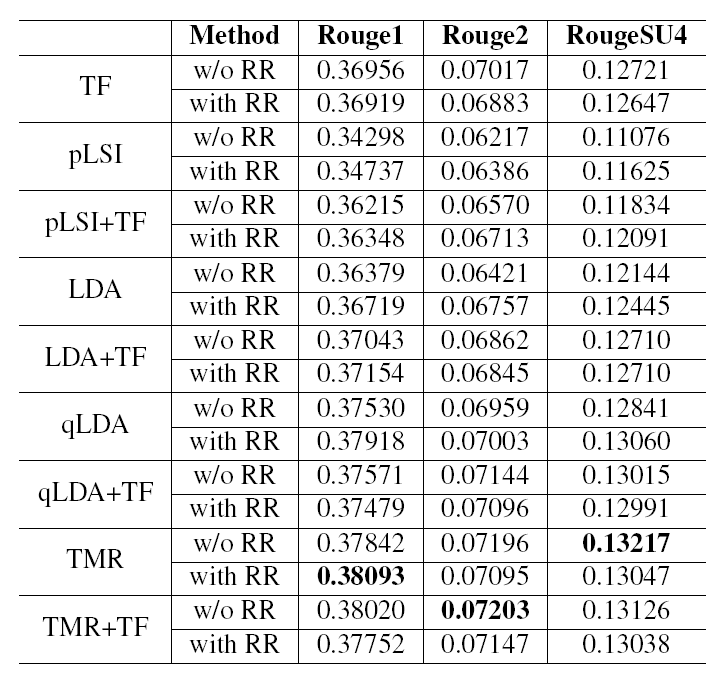 Method Rouge1 Rouge2 RougeSU4
TF w/o RR 0.36956 0.07017 0.12721
with RR 0.36919 0.06883 0.12647
pLSI w/o RR 0.34298 0.06217 0.11076
with RR 0.34737 0.06386 0.11625
pLSI+TF w/o RR 0.36215 0.06570 0.11834
with RR 0.36348 0.06713 0.12091
LDA w/o RR 0.36379 0.06421 0.12144
with RR 0.36719 0.06757 0.12445
LDA+TF w/o RR 0.37043 0.06862 0.12710
with RR 0.37154 0.06845 0.12710
qLDA w/o RR 0.37530 0.06959 0.12841
with RR 0.37918 0.07003 0.13060
qLDA+TF w/o RR 0.37571 0.07144 0.13015
with RR 0.37479 0.07096 0.12991
TMR w/o RR 0.37842 0.07196 0.13217
with RR 0.38093 0.07095 0.13047
TMR+TF w/o RR 0.38020 0.07203 0.13126
with RR 0.37752 0.07147 0.13038